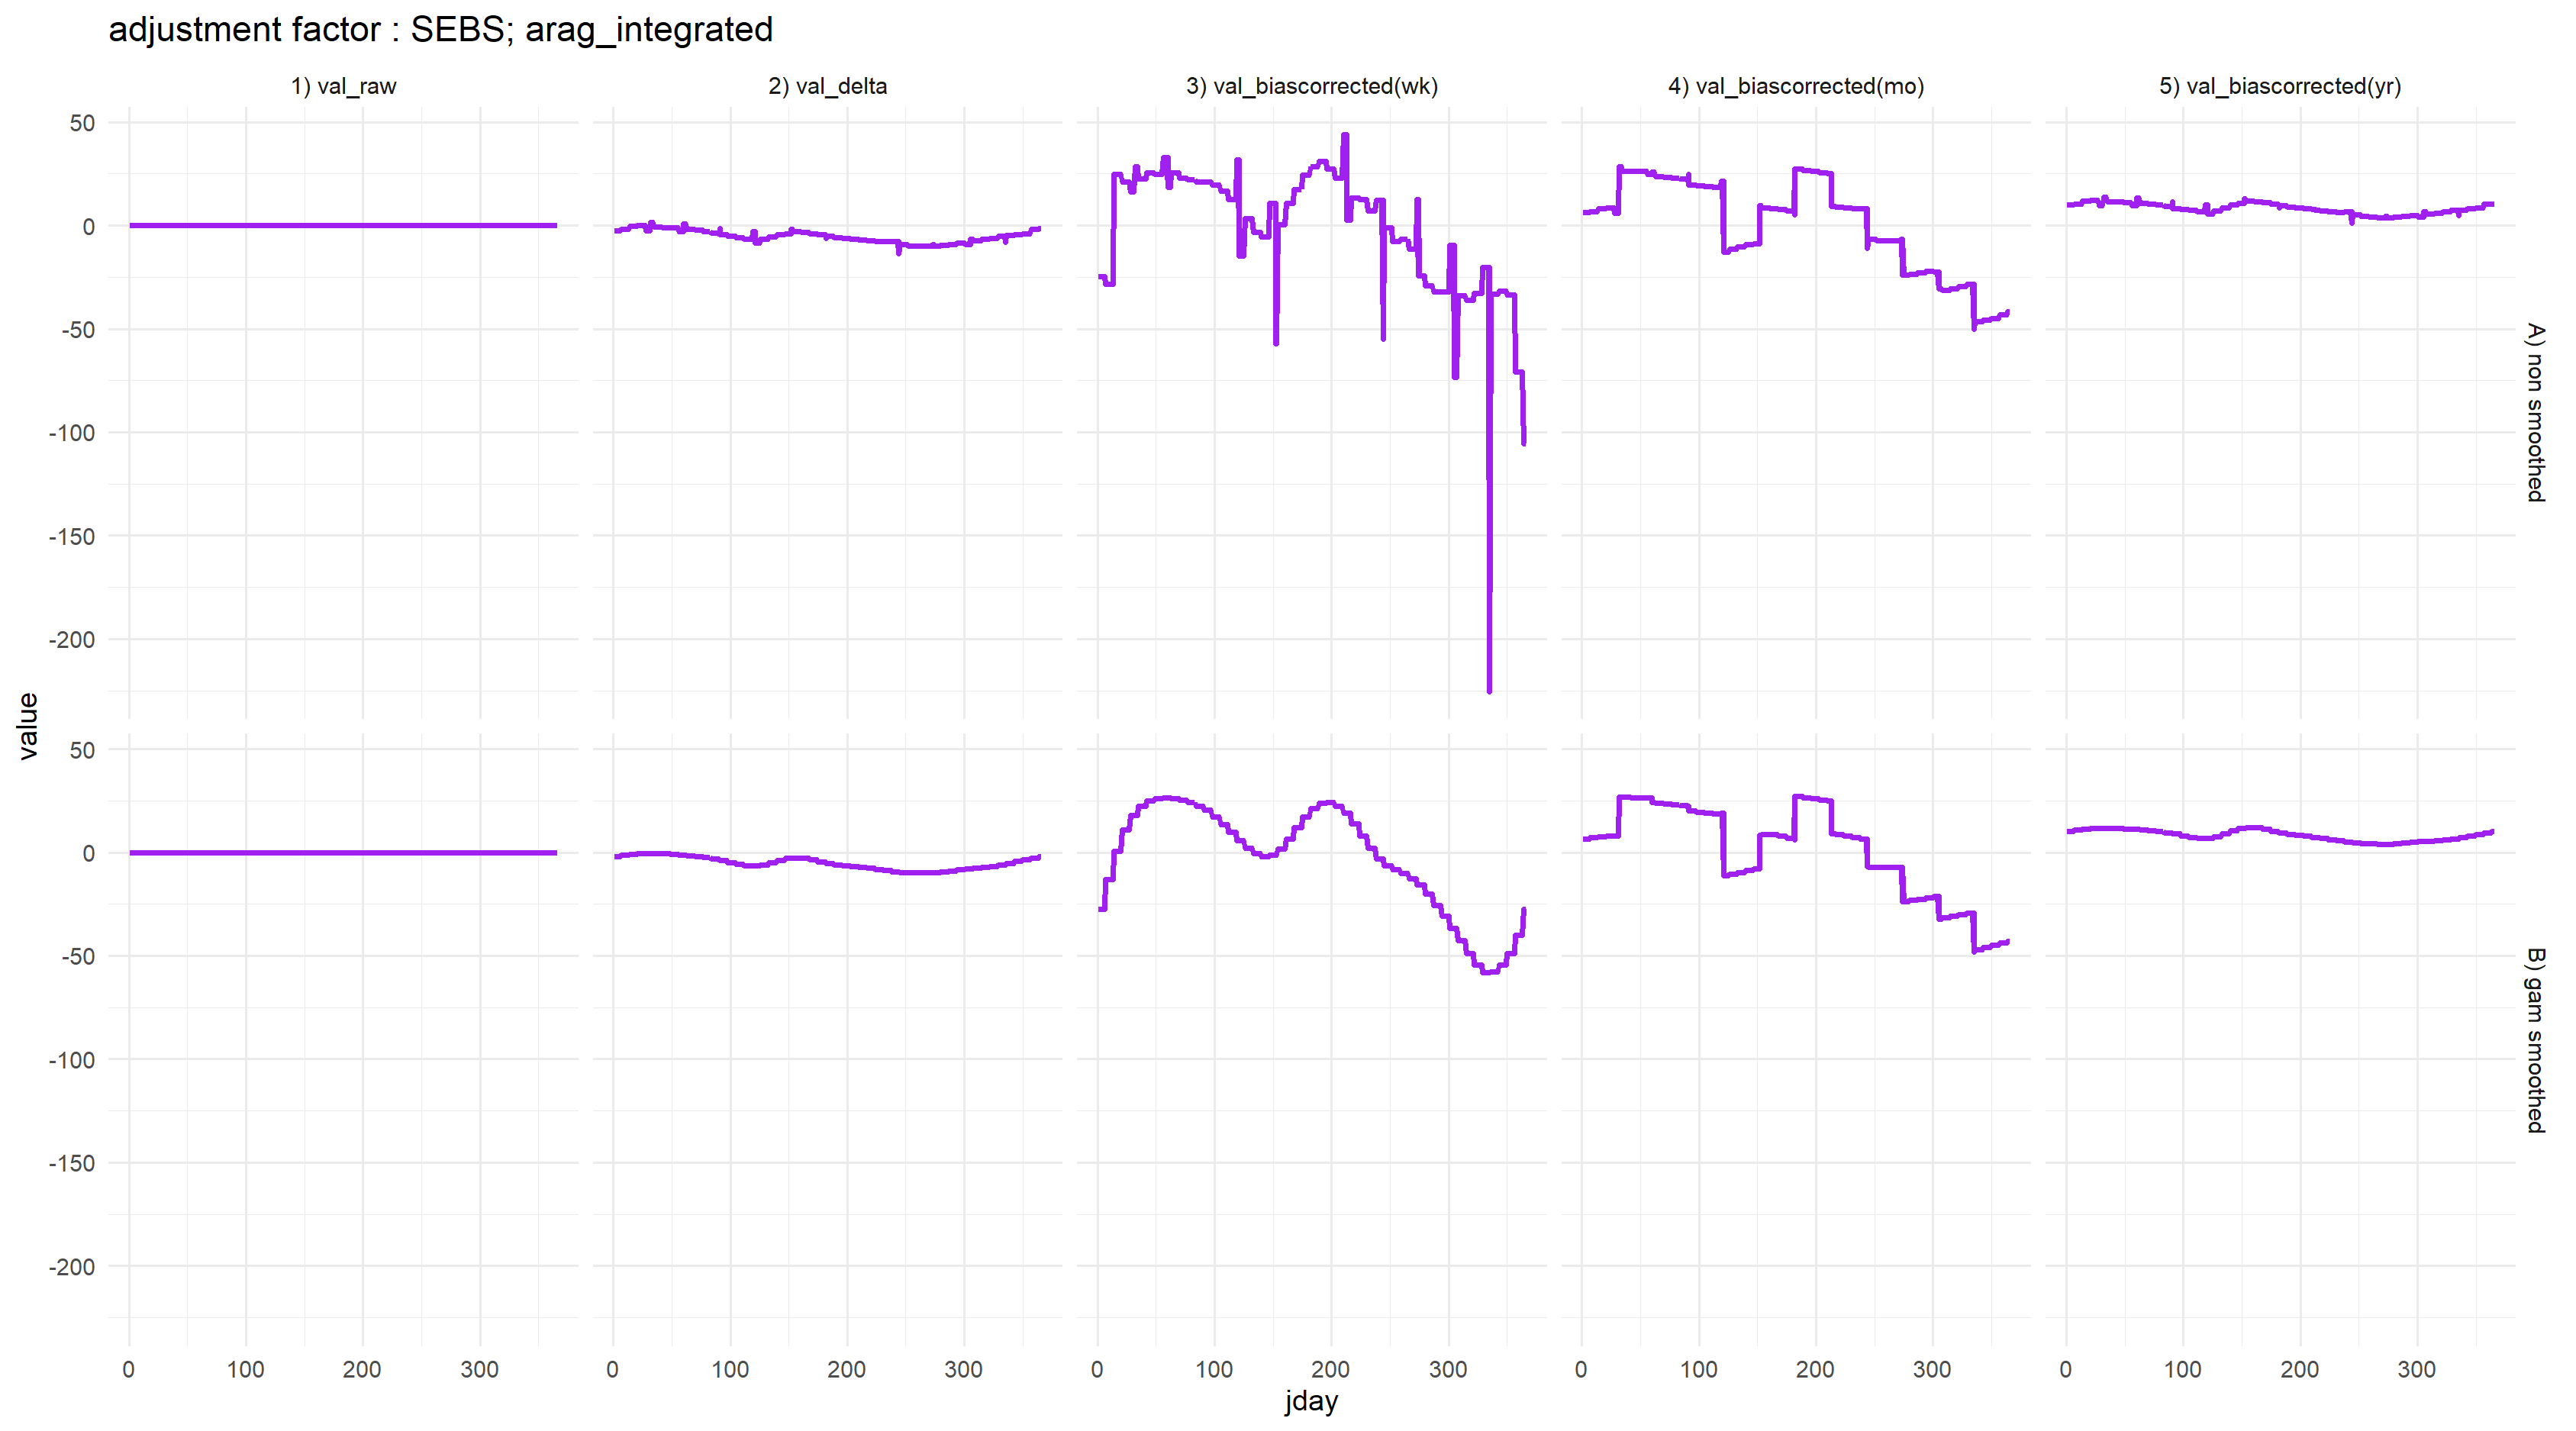 adjustment factor : SEBS; arag_integrated
1) val_raw
2) val_delta
3) val_biascorrected(wk)
4) val_biascorrected(mo)
5) val_biascorrected(yr)
50
0
-50
-100
-150
-200
A) non smoothed
value
50
0
-50
-100
-150
-200
B) gam smoothed
0 100 200 300
0 100 200 300
0 100 200 300
0 100 200 300
0 100 200 300
jday